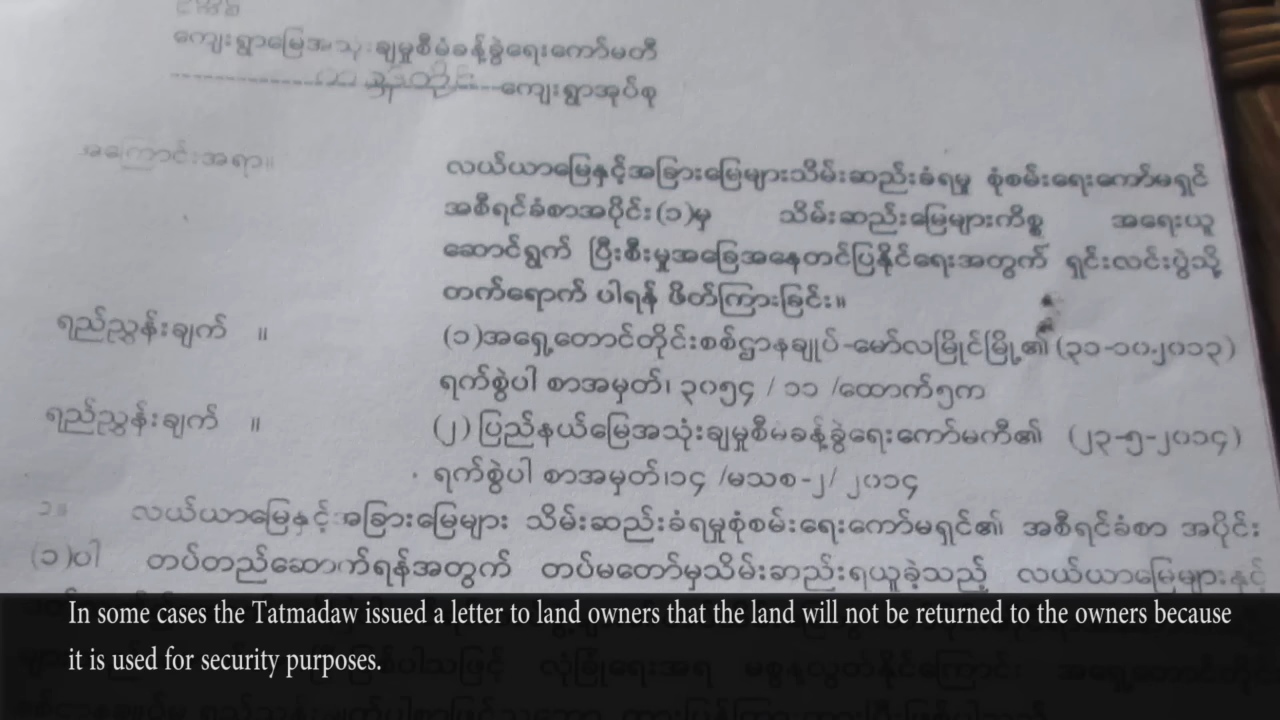 ကျေးရွာမြေအသုံးချမှုစီမံခန့်ခွဲရေးကော်မတီ
ကျေးရွာအုပ်စု
အကြောင်းအရာ။ လယ်ယာမြေနှင့်အခြားမြေများသိမ်းဆည်းခံရမှု စုံစမ်းရေးကော်မရှင်
အစီရင်ခံစာအပိုင်း(၁)မှ သိမ်းဆည်းမြေများကိစ္စ အရေးယူ
ဆောင်ရွက် ပြီးစီးမှုအခြေအနေတင်ပြနိုင်ရေးအတွက် ရှင်းလင်းပွဲသို့
တက်ရောက် ပါရန် ဖိတ်ကြားခြင်း။
ရည်ညွှန်းချက် ။ (၁)အရှေ့တောင်တိုင်းစစ်ဌာနချုပ်-မော်လမြိုင်မြို့၏ (၃၁-၁၀-၂၀၁၃)
ရက်စွဲပါ စာအမှတ်၊ ၃၀၅၄ / ၁၁ /ထောက်၅က
ရည်ညွှန်းချက် ။ (၂) ပြည်နယ်မြေအသုံးချမှုစီမခန့်ခွဲရေးကော်မကီ၏ (၂၃-၅-၂၀၁၄)
ရက်စွဲပါ စာအမှတ်၊၁၄ /မသစ-၂/ ၂၀၁၄
၁။ လယ်ယာမြေနှင့်အခြားမြေများ သိမ်းဆည်းခံရမှုစုံစမ်းရေးကော်မရှင်၏ အစီရင်ခံစာ အပိုင်း
(၁)ပါ တပ်တည်ဆောက်ရန်အတွက် တပ်မတော်မှသိမ်းဆည်းရယူခဲ့သည့် လယ်ယာမြေများနှင့်
In some cases the Tatmadaw issued a letter to land owners that the land will not be returned to the owners because
it is used for security purposes.
လုံခြုံရေးအရ မစွန့်လွှတ်နိုင်ကြောင်း